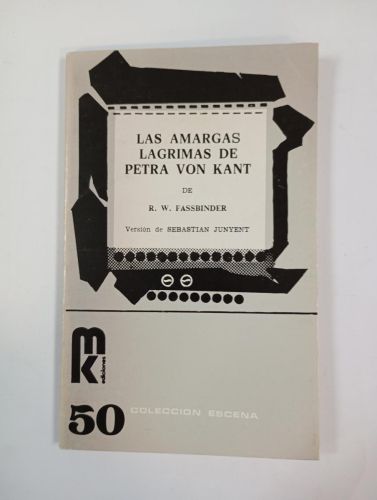 LAS AMARGAS
LAGRIMAS DE
PETRA VON KANT
DE
R. W. FASSBINDER
Versión de SEBASTIAN JUNYENT
mk
ediciones
50 COLECCION ESCENA